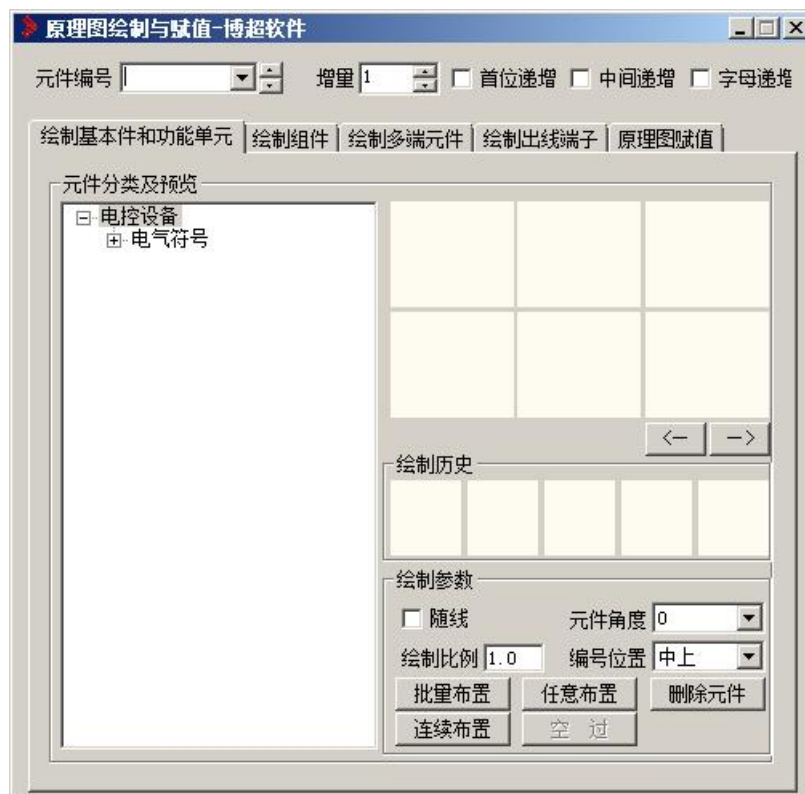 原理图绘制与赋值-博超软件
元件编号 增量 1 首位递增 中间递增 字母递增
绘制基本件和功能单元 绘制组件 绘制多端元件 绘制出线端子 原理图赋值
元件分类及预览
电控设备
电气符号
<- ->
绘制历史
绘制参数
随线 元件角度 0
绘制比例 1.0 编号位置 中上
批量布置 任意布置 删除元件
连续布置 空 过